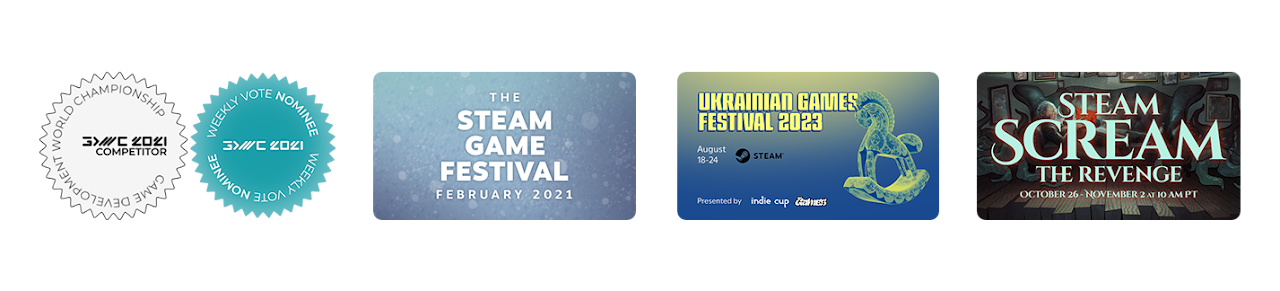 GAME DEVELOPMENT WORLD CHAMPIONSHIP
GDWC 2021
COMPETITOR
WEEKLY VOTE NOMINEE
WEEKLY VOTE NOMINEE
GDWC 2021
THE
STEAM
GAME
FESTIVAL
FEBRUARY 2021
UKRAINIAN GAMES
FESTIVAL 2023
August
18-24
STEAM
Presented by indie cup Games
STEAM
SCREAM
THE REVENGE
OCTOBER 26 - NOVEMBER 2 AT 10 AM PT